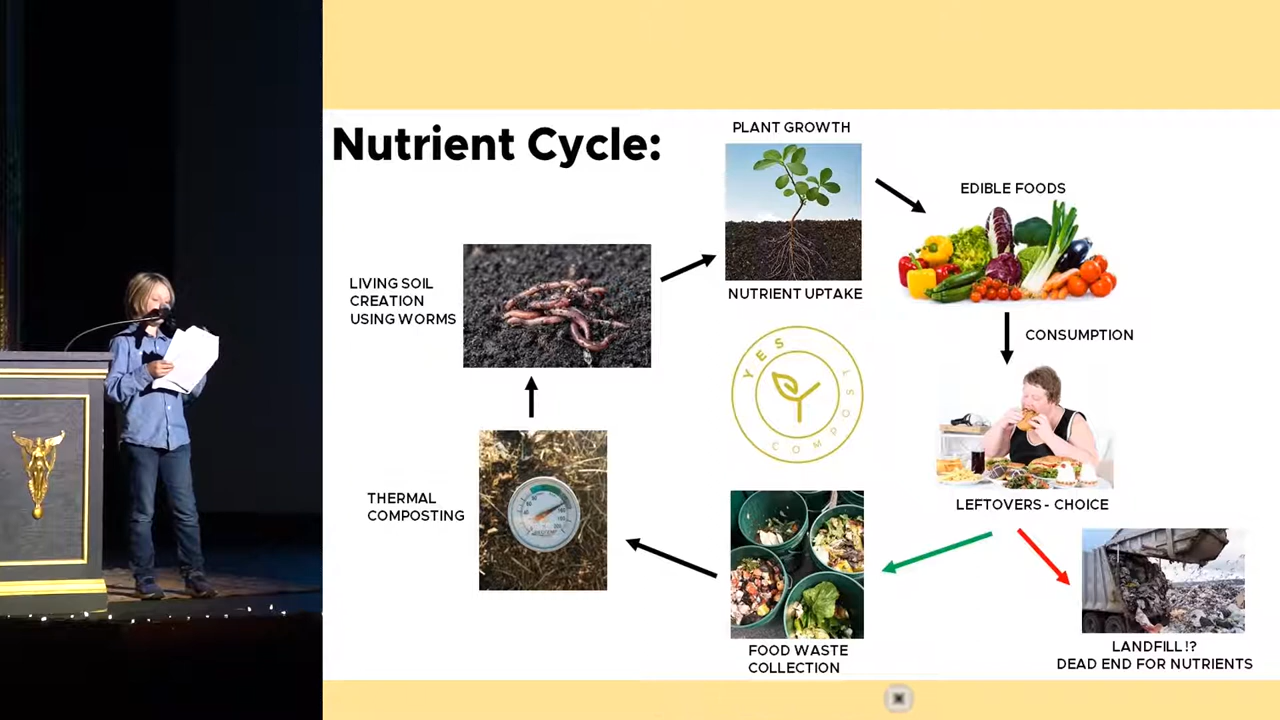 Nutrient Cycle:
PLANT GROWTH
NUTRIENT UPTAKE
EDIBLE FOODS
CONSUMPTION
LEFTOVERS - CHOICE
LANDFILL!?
DEAD END FOR NUTRIENTS
FOOD WASTE
COLLECTION
THERMAL
COMPOSTING
LIVING SOIL
CREATION
USING WORMS
YES
COMPOST